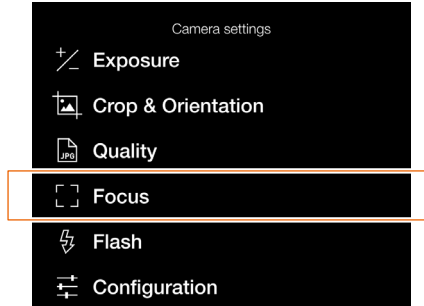 Camera settings
Exposure
Crop & Orientation
JPG Quality
Focus
Flash
Configuration